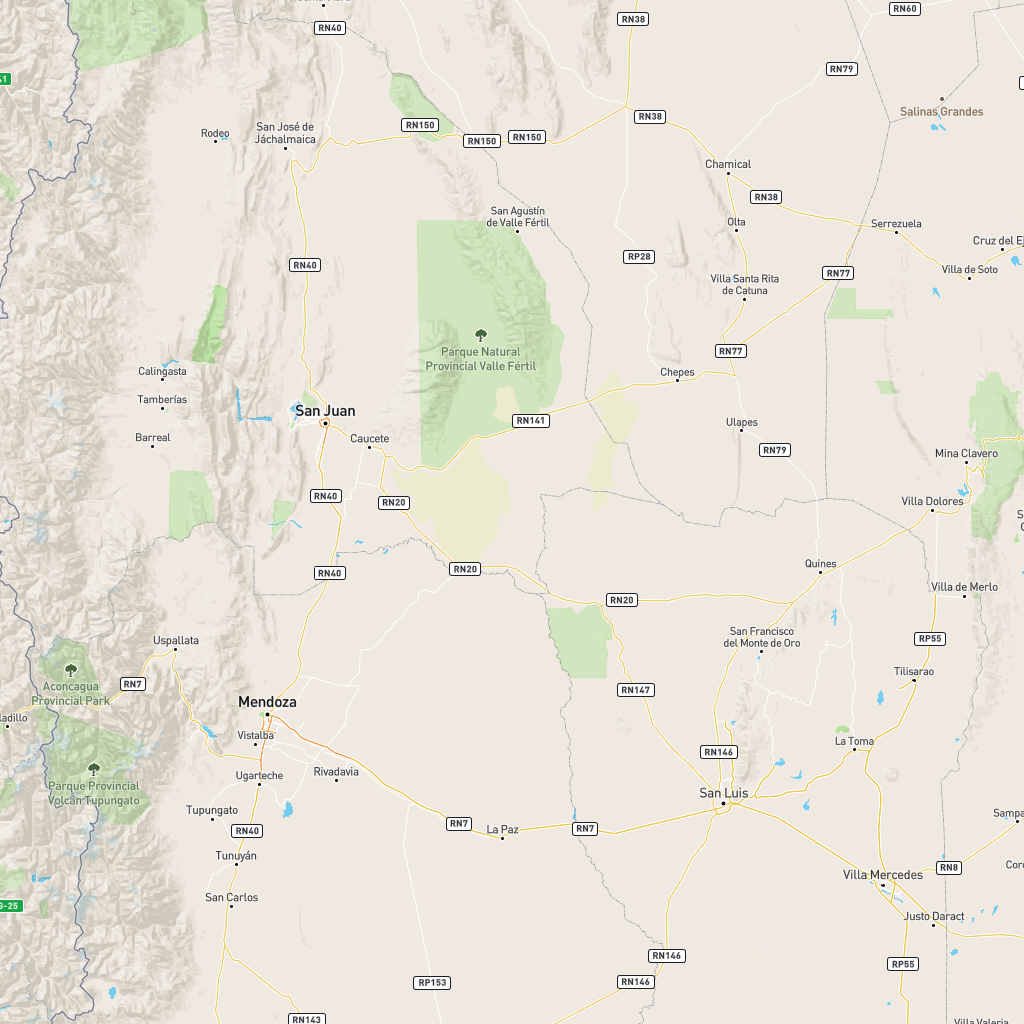 RN60
RN38
RN40
RN79
Salinas Grandes
RN38
San José de
Jáchalmaica
Rodeo
RN150
RN150
RN150
Chamical
RN38
San Agustín
de Valle Fértil
Olta
Serrezuela
Cruz del Ej
RP28
RN40
RN77
Villa de Soto
Villa Santa Rita
de Catuna
Parque Natural
Provincial Valle Fértil
RN77
Calingasta
Chepes
Tamberías
San Juan
RN141
Ulapes
Barreal
Caucete
RN79
Mina Clavero
RN40
RN20
Villa Dolores
RN40
RN20
Quines
Villa de Merlo
RN20
Uspallata
San Francisco
del Monte de Oro
RP55
Aconcagua
Provincial Park
RN7
RN147
Tilisarao
Mendoza
ladillo
Vistalba
La Toma
RN146
Rivadavia
Ugarteche
Parque Provincial
Volcán Tupungato
San Luis
Tupungato
Sampa
RN40
RN7
La Paz
RN7
Tunuyán
RN8
Cor
Villa Mercedes
San Carlos
Justo Daract
RN146
RP55
RP153
RN146
RN143
Villa Valeria